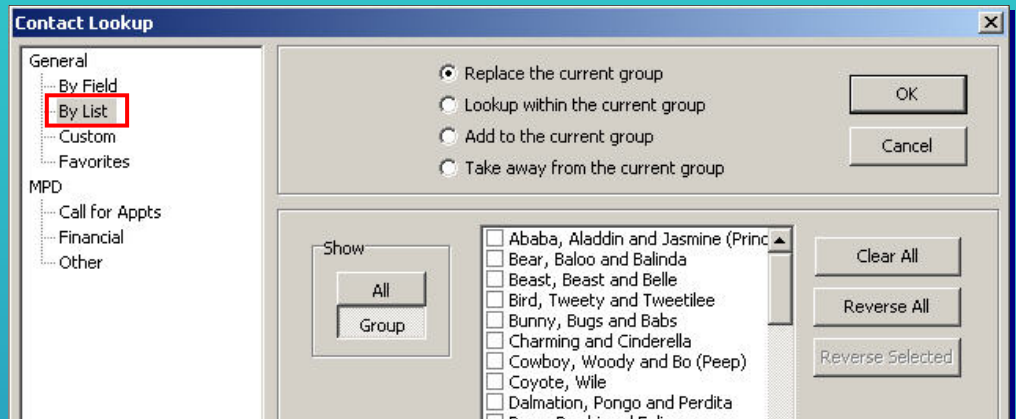 Contact Lookup
General
By Field
By List
Custom
Favorites
MPD
Call for Appts
Financial
Other
Replace the current group
Lookup within the current group
Add to the current group
Take away from the current group
OK
Cancel
Show
All
Group
Ababa, Aladdin and Jasmine (Princ
Bear, Baloo and Balinda
Beast, Beast and Belle
Bird, Tweety and Tweetilee
Bunny, Bugs and Babs
Charming and Cinderella
Cowboy, Woody and Bo (Peep)
Coyote, Wile
Dalmation, Pongo and Perdita
Clear All
Reverse All
Reverse Selected